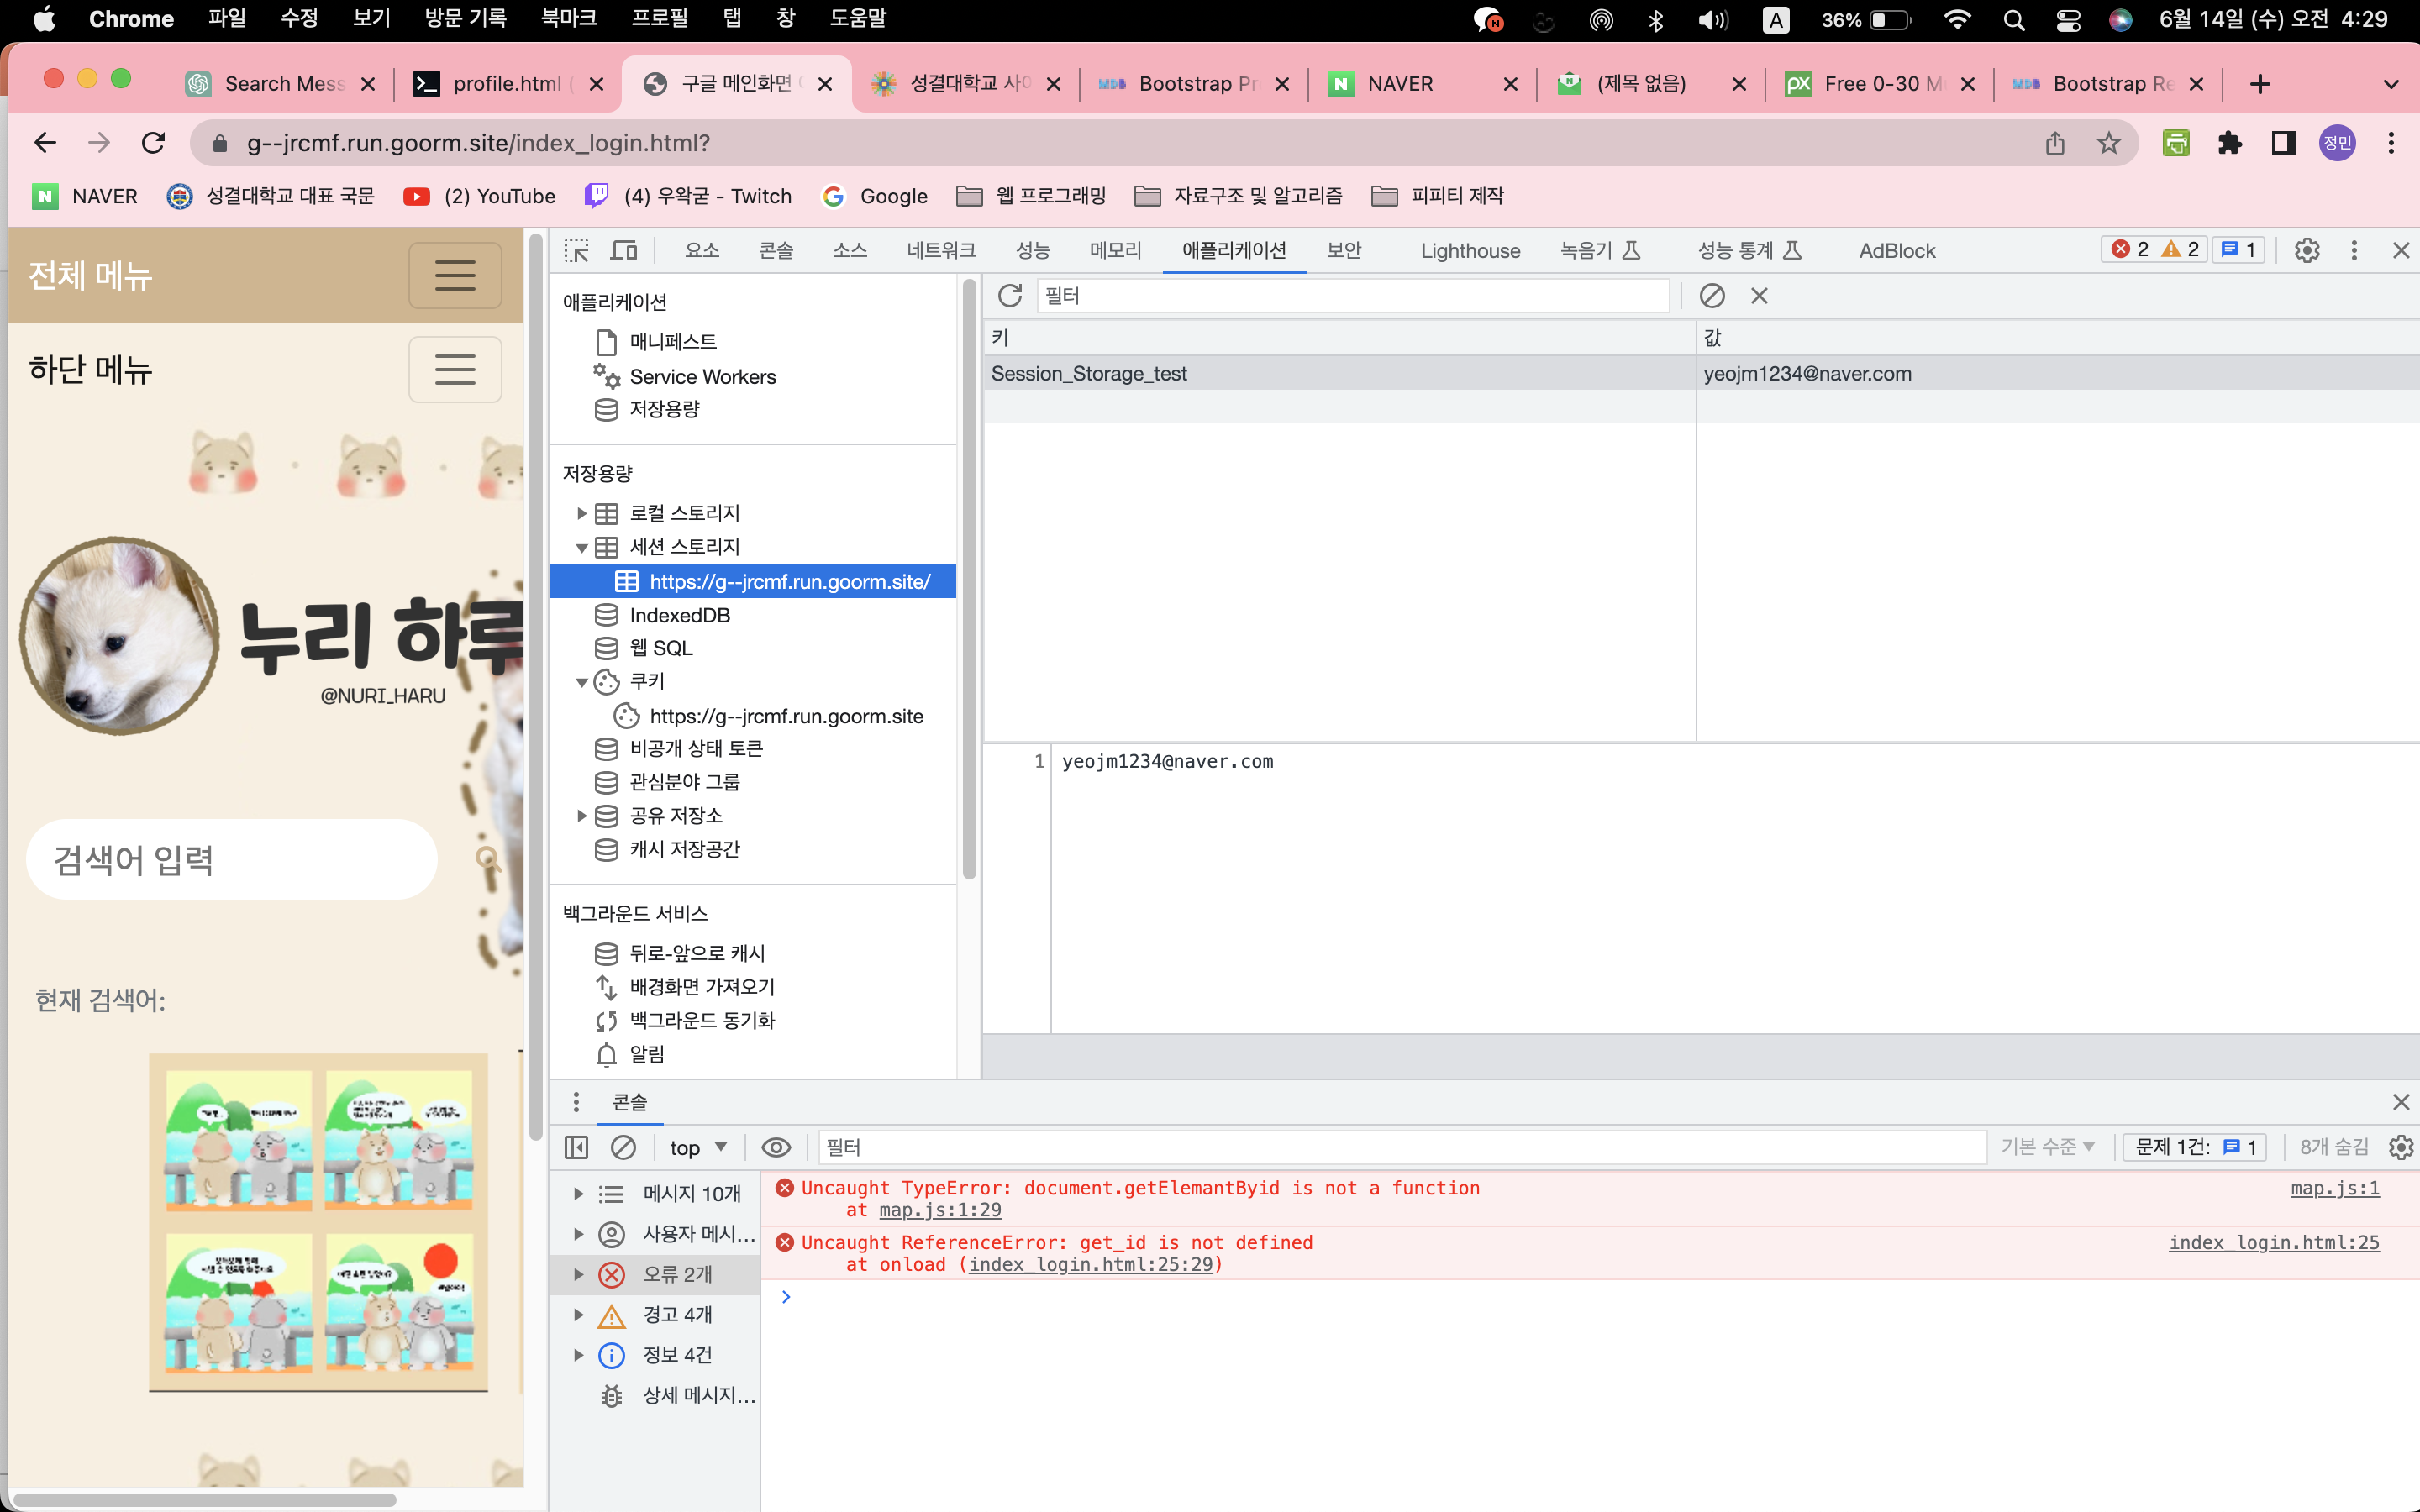 Chrome 파일 수정 보기 방문 기록 북마크 프로필 탭 창 도움말 A 36% 6월 14일 (수) 오전 4:29
Search Mess profile.html ( 구글 메인화면 성결대학교 사이 Bootstrap Pr NAVER (제목 없음) Free 0-30 M Bootstrap Re
g--jrcmf.run.goorm.site/index_login.html? 정민
NAVER 성결대학교 대표 국문 (2) YouTube (4) 우왁굳 - Twitch Google 웹 프로그래밍 자료구조 및 알고리즘 피피티 제작
전체 메뉴
하단 메뉴
누리 하루
@NURI_HARU
검색어 입력
현재 검색어:
요소 콘솔 소스 네트워크 성능 메모리 애플리케이션 보안 Lighthouse 녹음기 성능 통계 AdBlock 2 2 1
애플리케이션
매니페스트
Service Workers
저장용량
저장용량
로컬 스토리지
세션 스토리지
https://g--jrcmf.run.goorm.site/
IndexedDB
웹 SQL
쿠키
https://g--jrcmf.run.goorm.site
비공개 상태 토큰
관심분야 그룹
공유 저장소
캐시 저장공간
백그라운드 서비스
뒤로-앞으로 캐시
배경화면 가져오기
백그라운드 동기화
알림
필터
키 값
Session_Storage_test yeojm1234@naver.com
1 yeojm1234@naver.com
콘솔
top 필터 기본 수준 문제 1건: 1 8개 숨김
메시지 10개
사용자 메시...
오류 2개
경고 4개
정보 4건
상세 메시지...
Uncaught TypeError: document.getElemantByid is not a function map.js:1
at map.js:1:29
Uncaught ReferenceError: get_id is not defined index_login.html:25
at onload (index_login.html:25:29)